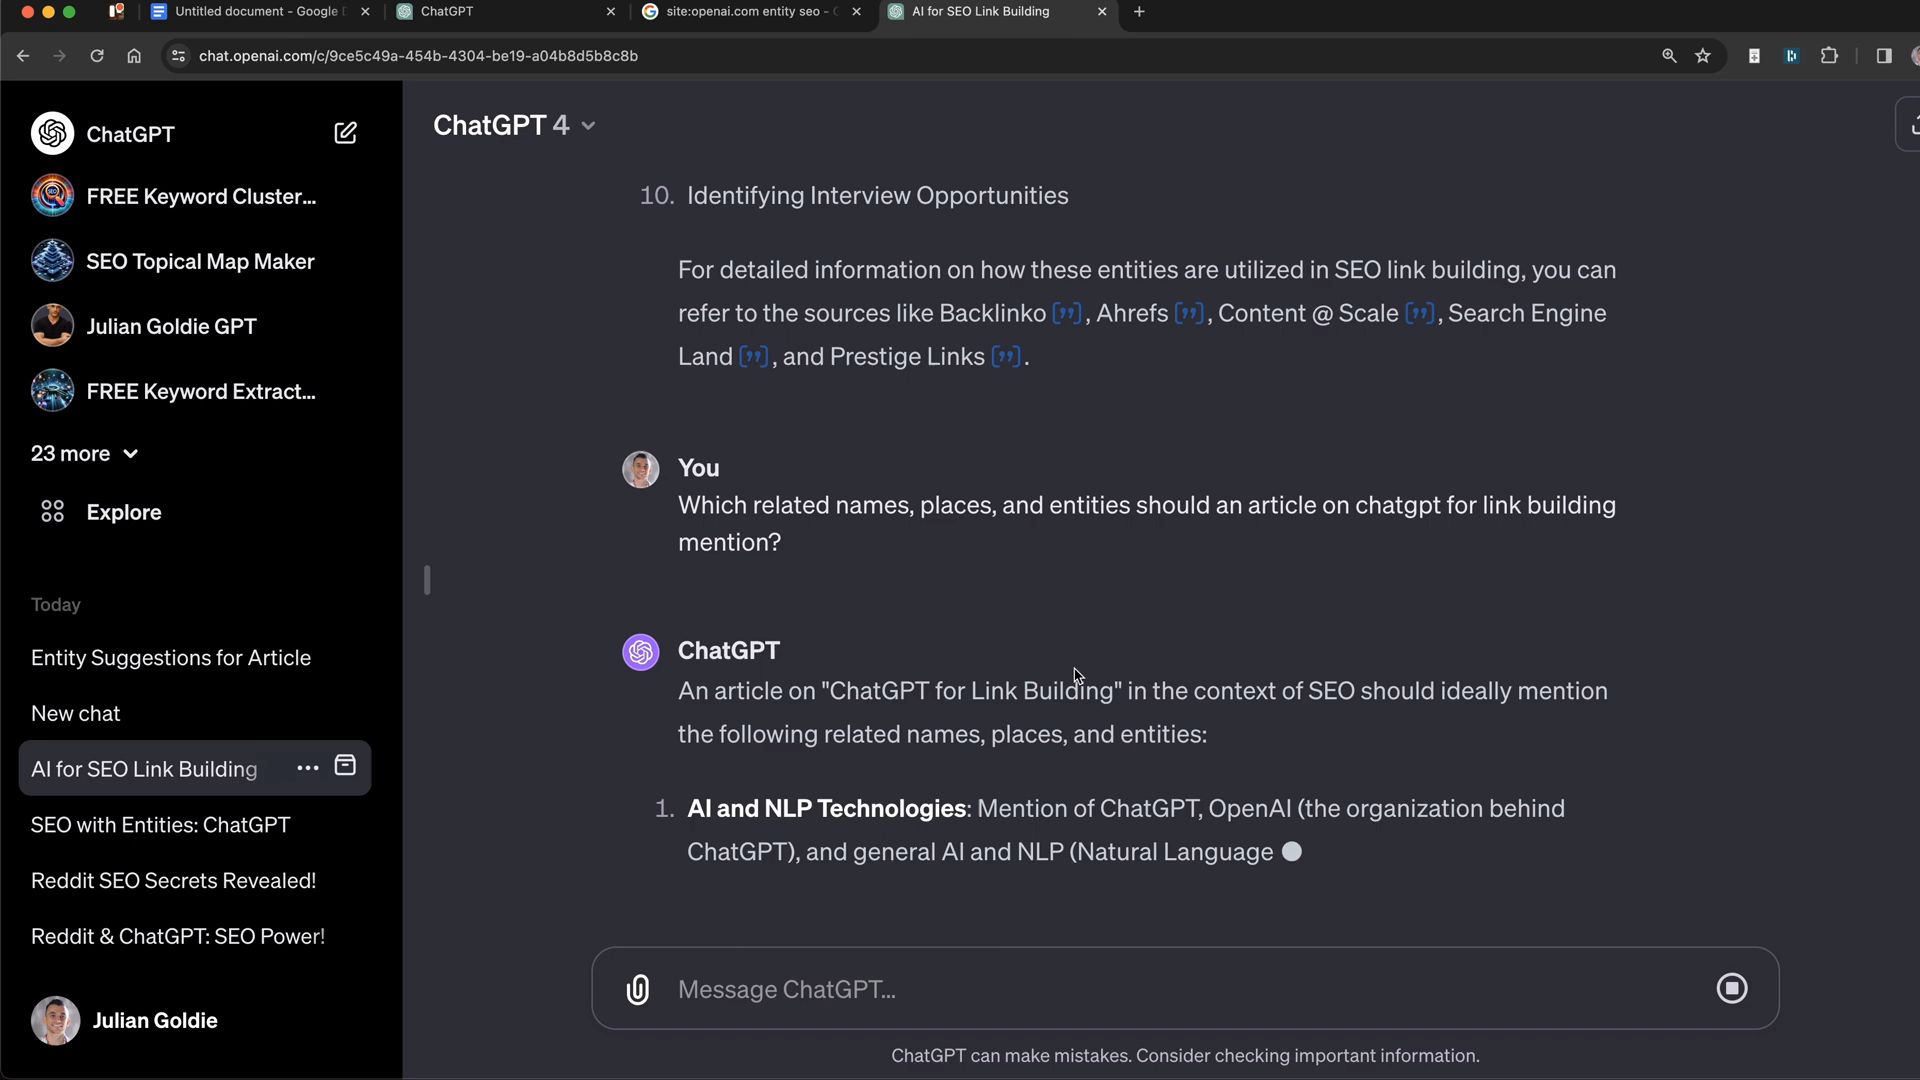 Untitled document - Google
ChatGPT
site:openai.com entity seo -
AI for SEO Link Building
chat.openai.com/c/9ce5c49a-454b-4304-be19-a04b8d5b8c8b
ChatGPT
FREE Keyword Cluster...
SEO Topical Map Maker
Julian Goldie GPT
FREE Keyword Extract...
23 more
Explore
Today
Entity Suggestions for Article
New chat
AI for SEO Link Building
SEO with Entities: ChatGPT
Reddit SEO Secrets Revealed!
Reddit & ChatGPT: SEO Power!
Julian Goldie
ChatGPT 4
10. Identifying Interview Opportunities
For detailed information on how these entities are utilized in SEO link building, you can
refer to the sources like Backlinko ["], Ahrefs ["], Content @ Scale ["], Search Engine
Land ["], and Prestige Links ["].
You
Which related names, places, and entities should an article on chatgpt for link building
mention?
ChatGPT
An article on "ChatGPT for Link Building" in the context of SEO should ideally mention
the following related names, places, and entities:
1. AI and NLP Technologies: Mention of ChatGPT, OpenAI (the organization behind
ChatGPT), and general AI and NLP (Natural Language
Message ChatGPT...
ChatGPT can make mistakes. Consider checking important information.